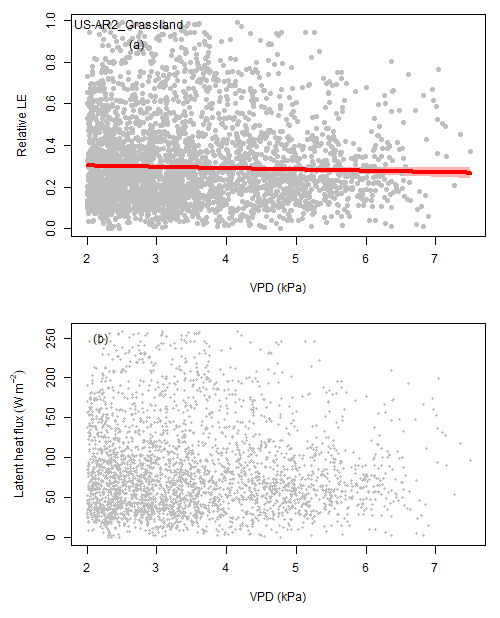 US-AR2_Grassland
(a)
Relative LE
0.0 0.2 0.4 0.6 0.8 1.0
2 3 4 5 6 7
VPD (kPa)
(b)
Latent heat flux (W m⁻²)
0 50 100 150 200 250
2 3 4 5 6 7
VPD (kPa)